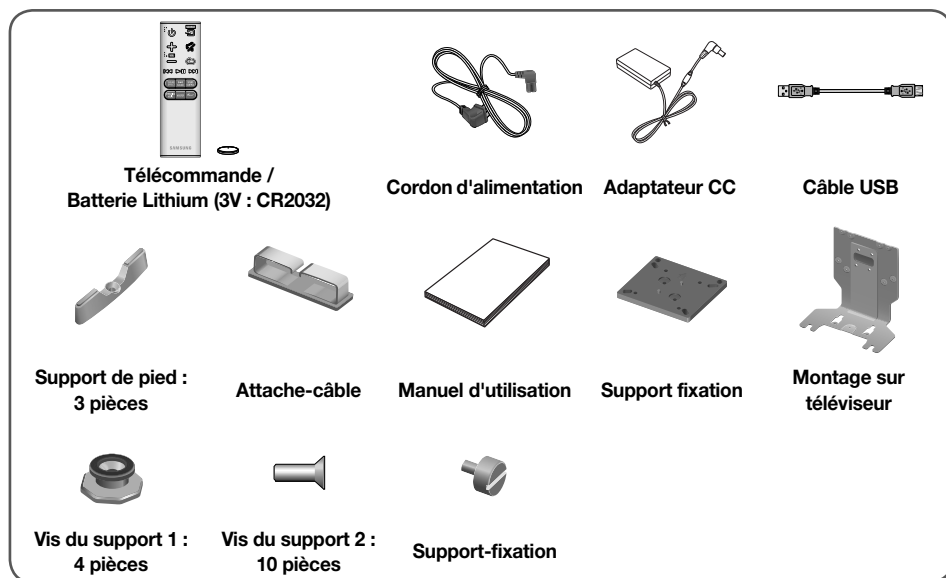 SAMSUNG
Télécommande /
Batterie Lithium (3V : CR2032)
Cordon d'alimentation
Adaptateur CC
Câble USB
Support de pied :
3 pièces
Attache-câble
Manuel d'utilisation
Support fixation
Montage sur
téléviseur
Vis du support 1 :
4 pièces
Vis du support 2 :
10 pièces
Support-fixation